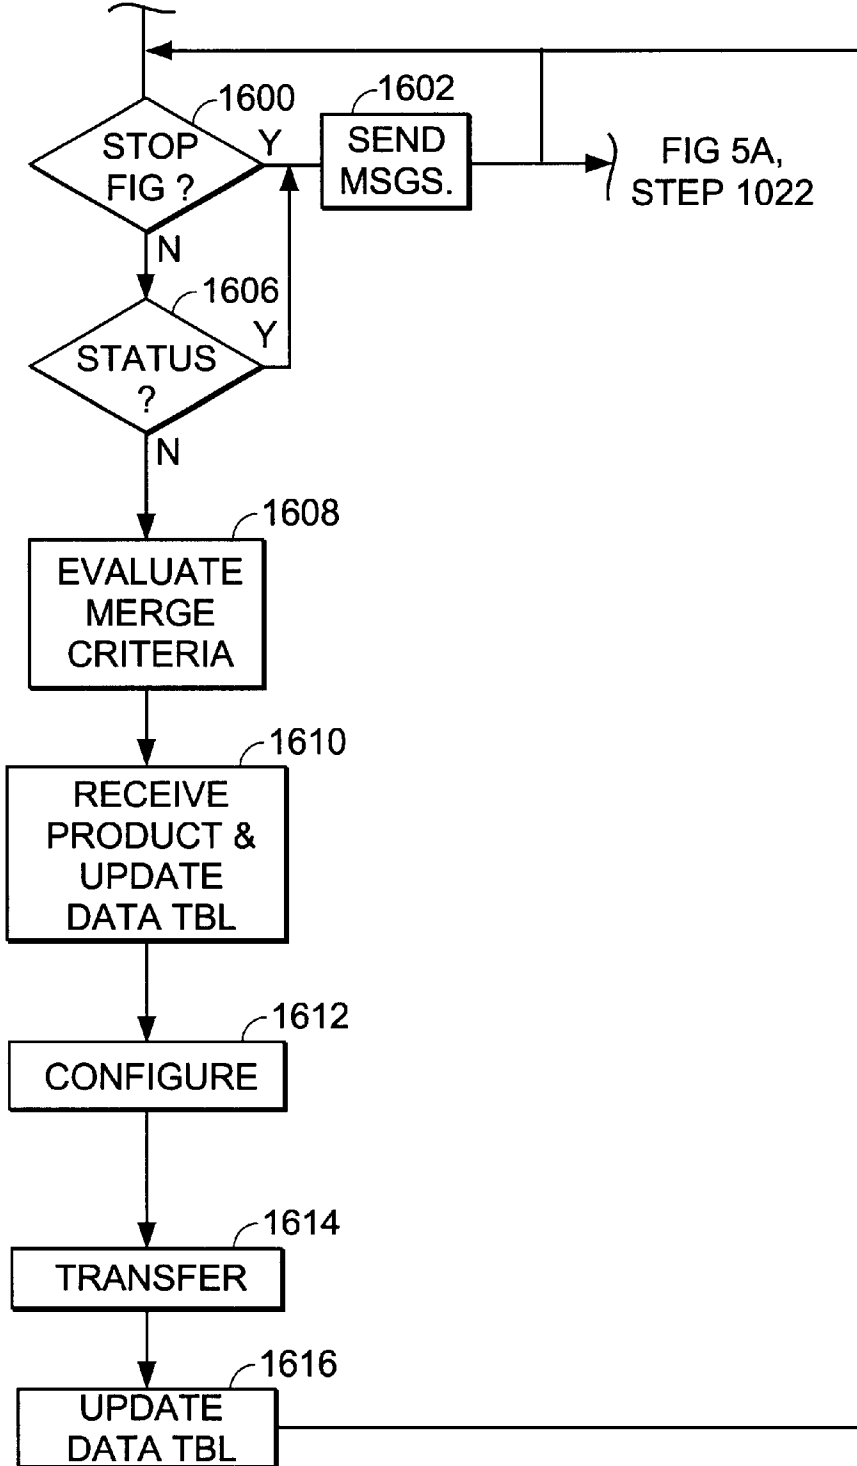 1600
STOP
FIG ?
Y
N
1602
SEND
MSGS.
FIG 5A,
STEP 1022
1606
STATUS
?
Y
N
1608
EVALUATE
MERGE
CRITERIA
1610
RECEIVE
PRODUCT &
UPDATE
DATA TBL
1612
CONFIGURE
1614
TRANSFER
1616
UPDATE
DATA TBL